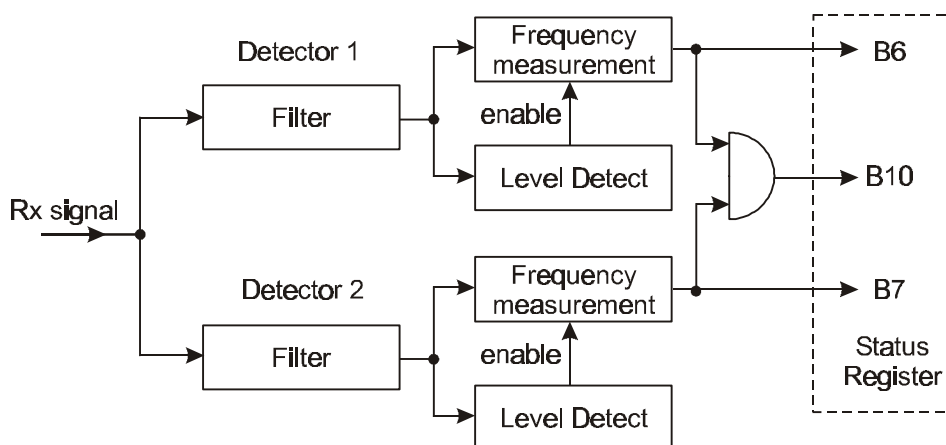 Detector 1
Frequency
measurement
B6
Filter
enable
Level Detect
B10
Rx signal
Detector 2
Frequency
measurement
B7
Filter
enable
Level Detect
Status
Register